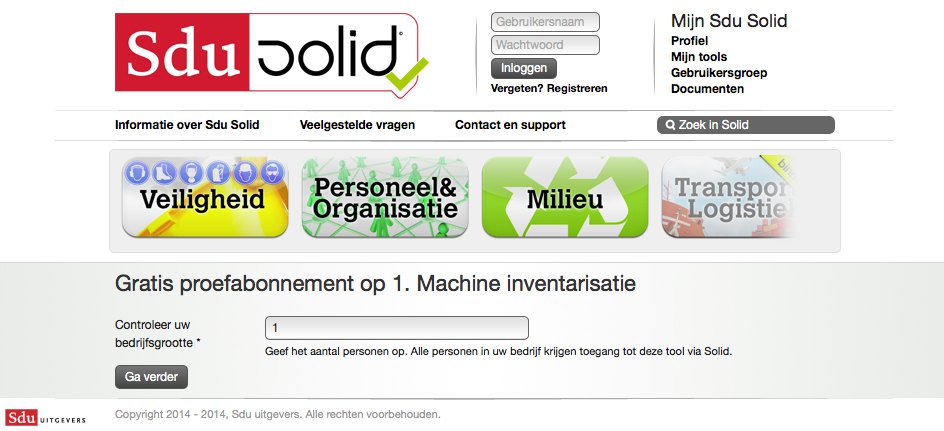 Sdu solid
Gebruikersnaam
Wachtwoord
Inloggen
Vergeten? Registreren
Mijn Sdu Solid
Profiel
Mijn tools
Gebruikersgroep
Documenten
Informatie over Sdu Solid
Veelgestelde vragen
Contact en support
Zoek in Solid
Veiligheid
Personeel&
Organisatie
Milieu
Transpor
Logistie
Gratis proefabonnement op 1. Machine inventarisatie
Controleer uw
bedrijfsgrootte *
1
Geef het aantal personen op. Alle personen in uw bedrijf krijgen toegang tot deze tool via Solid.
Ga verder
Sdu UITGEVERS
Copyright 2014 - 2014, Sdu uitgevers. Alle rechten voorbehouden.